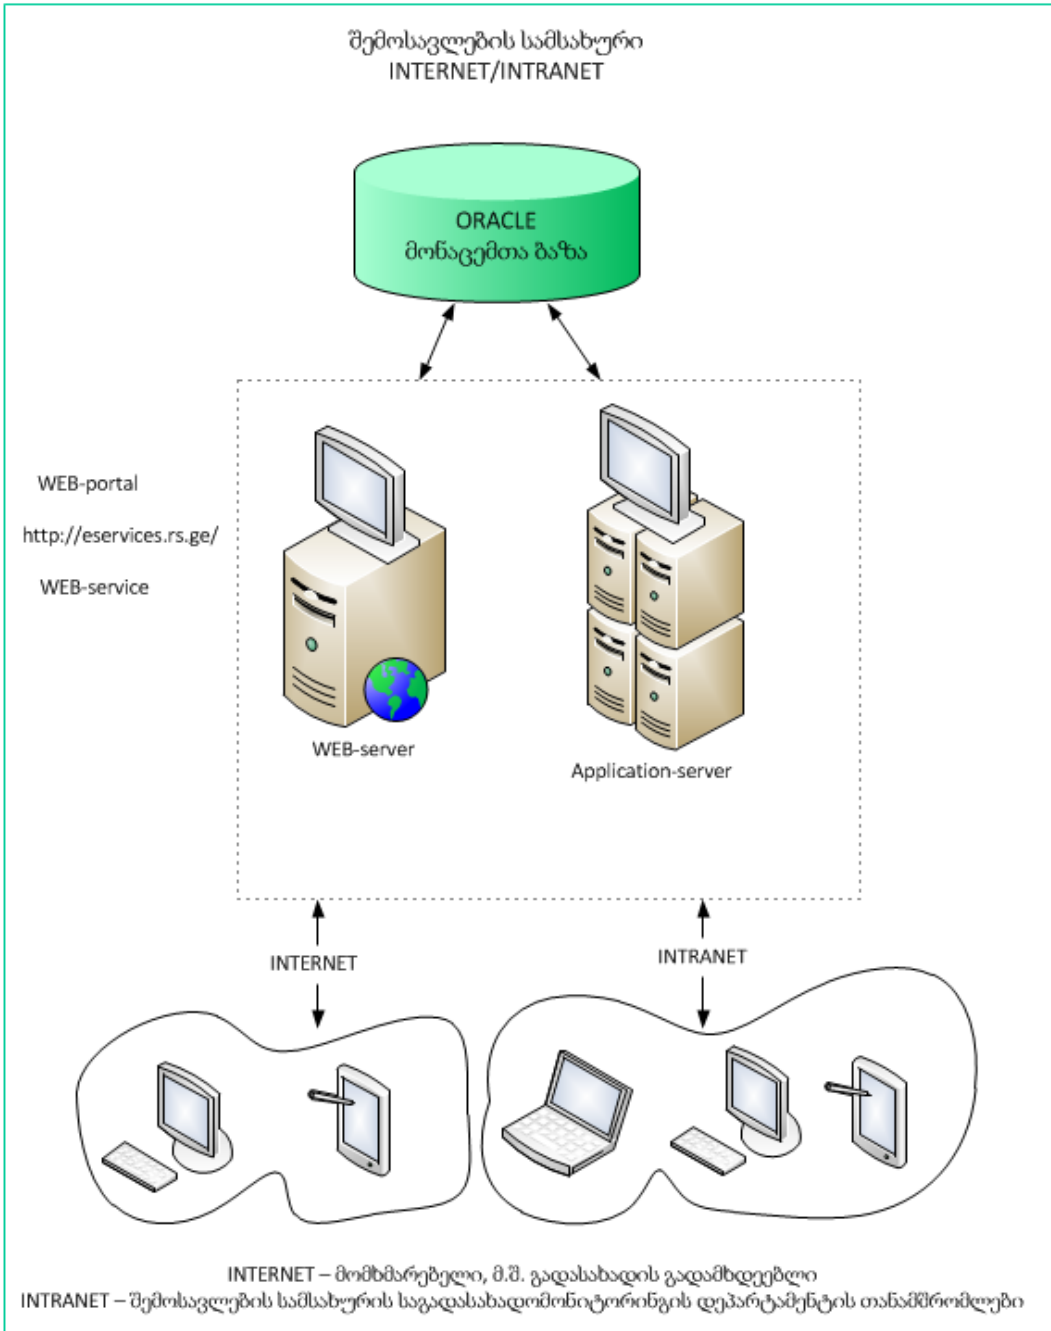 შემოსავლების სამსახური
INTERNET/INTRANET
ORACLE
მონაცემთა ბაზა
WEB-portal
http://eservices.rs.ge/
WEB-service
WEB-server
Application-server
INTERNET
INTRANET
INTERNET – მომხმარებელი, მ.შ. გადასახადის გადამხდეებლი
INTRANET – შემოსავლების სამსახურის საგადასახადომონიტორინგის დეპარტამენტის თანამშრომლები